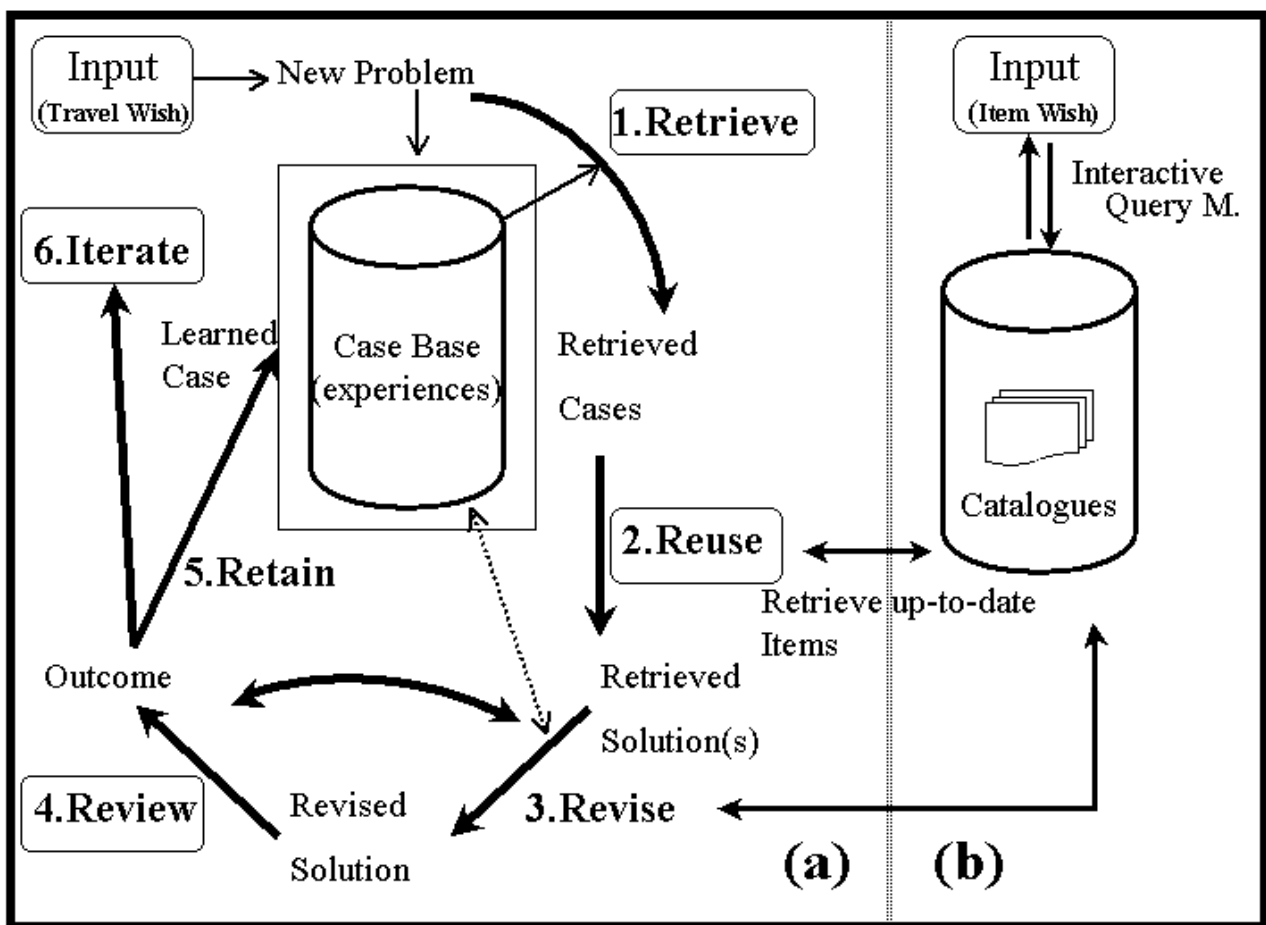 Input
(Travel Wish)
New Problem
1.Retrieve
Input
(Item Wish)
Interactive
Query M.
6.Iterate
Learned
Case
Case Base
(experiences)
Retrieved
Cases
Catalogues
5.Retain
2.Reuse
Retrieve up-to-date
Items
Outcome
Retrieved
Solution(s)
4.Review
Revised
Solution
3.Revise
(a)
(b)